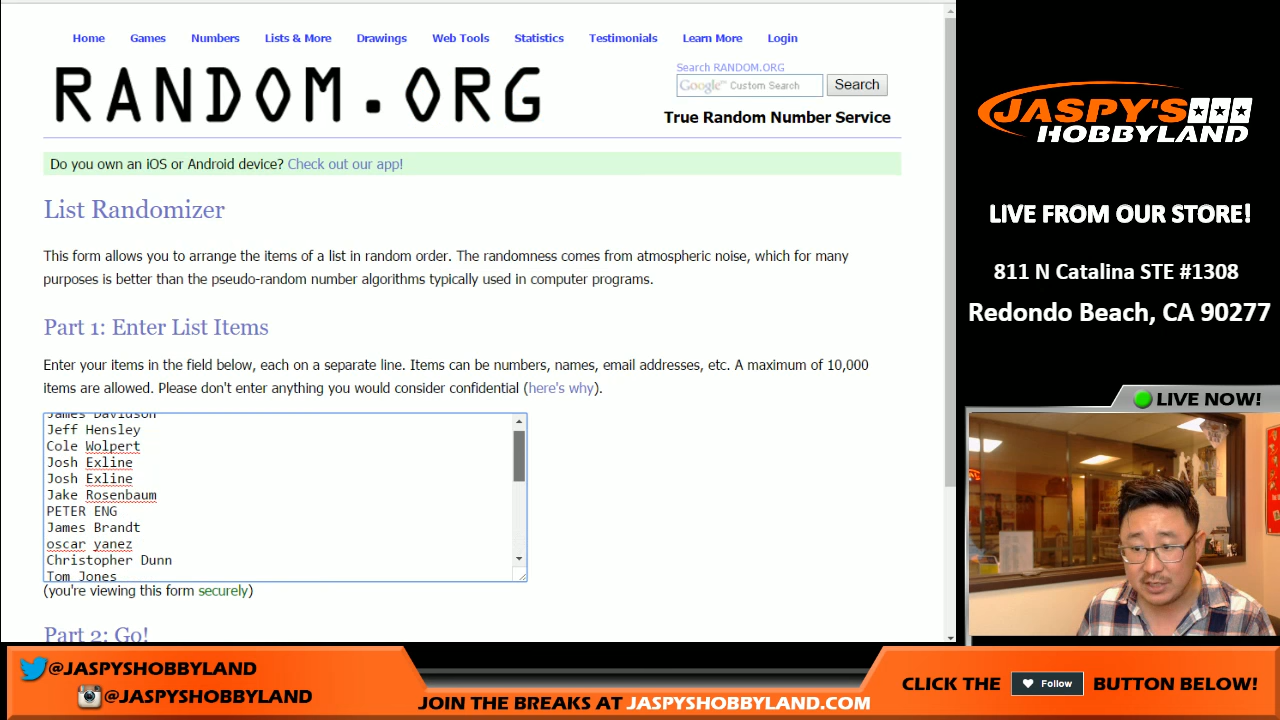 Home Games Numbers Lists & More Drawings Web Tools Statistics Testimonials Learn More Login
RANDOM.ORG
Search RANDOM.ORG
Google™ Custom Search Search
True Random Number Service
Do you own an iOS or Android device? Check out our app!
List Randomizer
This form allows you to arrange the items of a list in random order. The randomness comes from atmospheric noise, which for many
purposes is better than the pseudo-random number algorithms typically used in computer programs.
Part 1: Enter List Items
Enter your items in the field below, each on a separate line. Items can be numbers, names, email addresses, etc. A maximum of 10,000
items are allowed. Please don't enter anything you would consider confidential (here's why).
James Davidson
Jeff Hensley
Cole Wolpert
Josh Exline
Josh Exline
Jake Rosenbaum
PETER ENG
James Brandt
oscar yanez
Christopher Dunn
Tom Jones
(you're viewing this form securely)
Part 2: Go!
JASPY'S
HOBBYLAND
LIVE FROM OUR STORE!
811 N Catalina STE #1308
Redondo Beach, CA 90277
LIVE NOW!
@JASPYSHOBBYLAND
@JASPYSHOBBYLAND
JOIN THE BREAKS AT JASPYSHOBBYLAND.COM
CLICK THE Follow BUTTON BELOW!